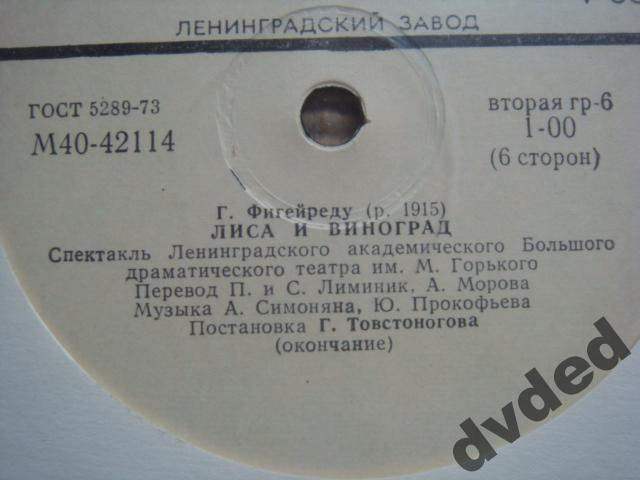 ЛЕНИНГРАДСКИЙ ЗАВОД
ГОСТ 5289-73
М40-42114
вторая гр-6
1-00
(6 сторон)
Г. Фигейреду (р. 1915)
ЛИСА И ВИНОГРАД
Спектакль Ленинградского академического Большого
драматического театра им. М. Горького
Перевод П. и С. Лиминик, А. Морова
Музыка А. Симоняна, Ю. Прокофьева
Постановка Г. Товстоногова
(окончание)
dvded